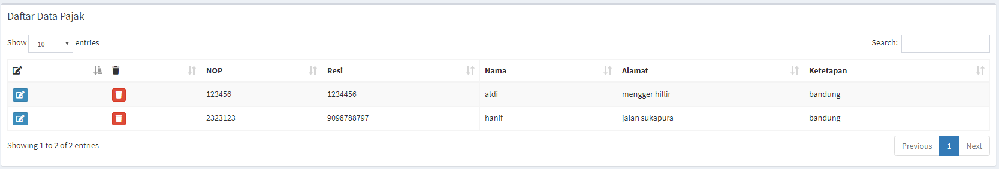 Daftar Data Pajak
Show 10 entries Search:
NOP Resi Nama Alamat Ketetapan
123456 1234456 aldi mengger hillir bandung
2323123 9098788797 hanif jalan sukapura bandung
Showing 1 to 2 of 2 entries Previous 1 Next